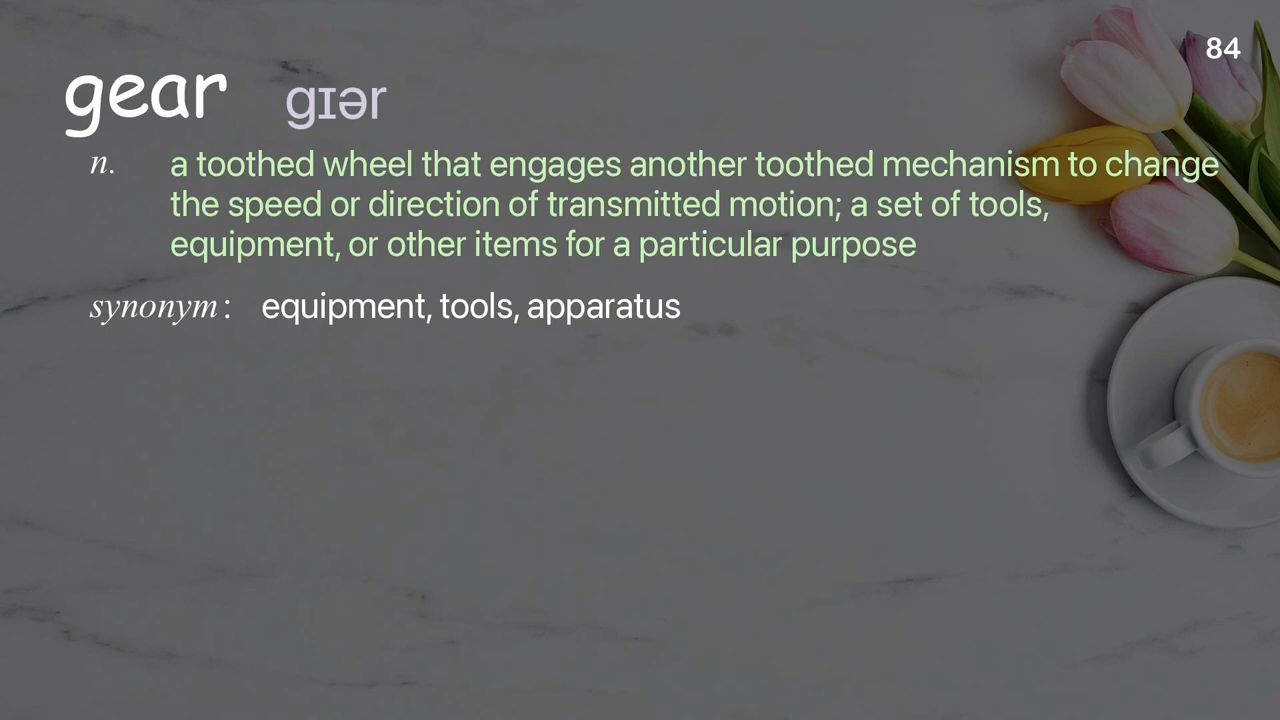 84
gear gɪər
n. a toothed wheel that engages another toothed mechanism to change
the speed or direction of transmitted motion; a set of tools,
equipment, or other items for a particular purpose
synonym: equipment, tools, apparatus